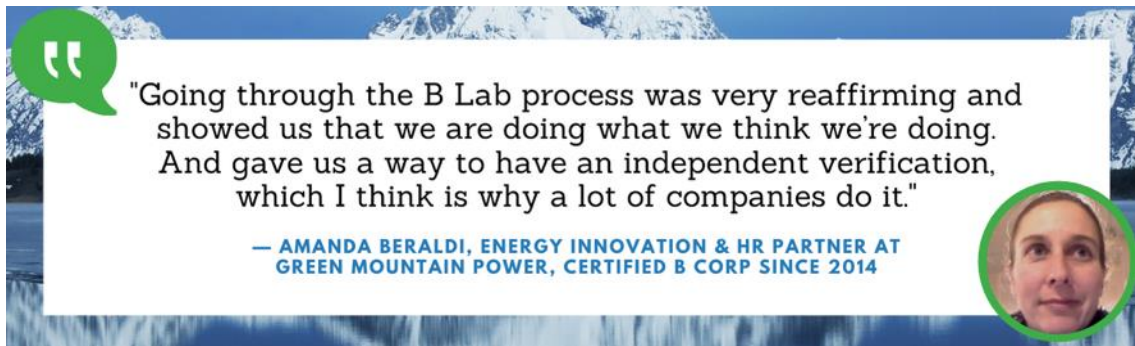 "Going through the B Lab process was very reaffirming and
showed us that we are doing what we think we're doing.
And gave us a way to have an independent verification,
which I think is why a lot of companies do it."
— AMANDA BERALDI, ENERGY INNOVATION & HR PARTNER AT
GREEN MOUNTAIN POWER, CERTIFIED B CORP SINCE 2014